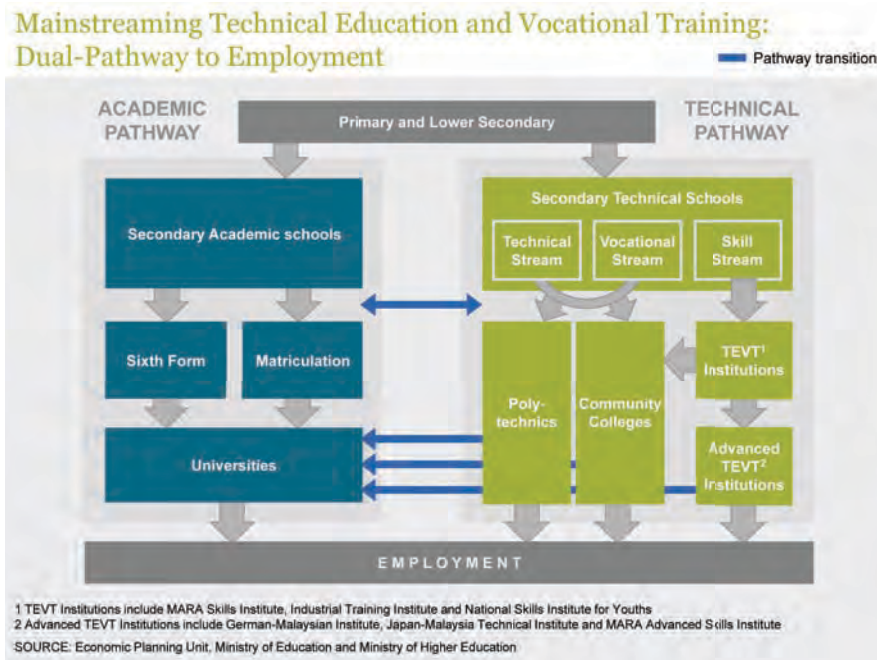 Mainstreaming Technical Education and Vocational Training:
Dual-Pathway to Employment
Pathway transition
ACADEMIC
PATHWAY
Primary and Lower Secondary
TECHNICAL
PATHWAY
Secondary Academic schools
Secondary Technical Schools
Technical
Stream
Vocational
Stream
Skill
Stream
Sixth Form
Matriculation
Poly-
technics
Community
Colleges
TEVT¹
Institutions
Universities
Advanced
TEVT²
Institutions
EMPLOYMENT
1 TEVT Institutions include MARA Skills Institute, Industrial Training Institute and National Skills Institute for Youths
2 Advanced TEVT Institutions include German-Malaysian Institute, Japan-Malaysia Technical Institute and MARA Advanced Skills Institute
SOURCE: Economic Planning Unit, Ministry of Education and Ministry of Higher Education